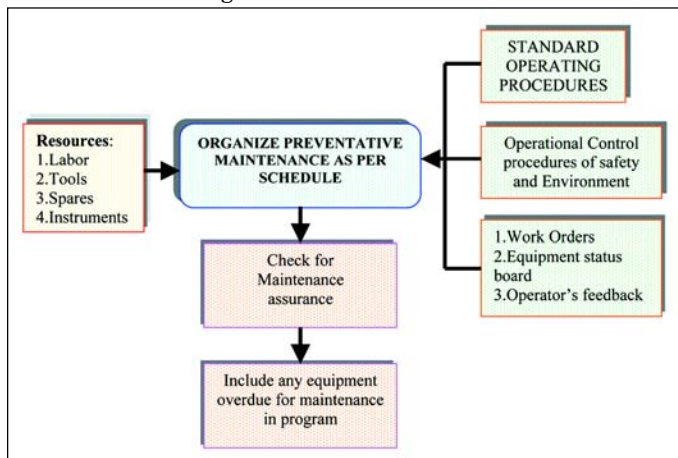 STANDARD
OPERATING
PROCEDURES
Resources:
1.Labor
2.Tools
3.Spares
4.Instruments
ORGANIZE PREVENTATIVE
MAINTENANCE AS PER
SCHEDULE
Operational Control
procedures of safety
and Environment
1.Work Orders
2.Equipment status
board
3.Operator's feedback
Check for
Maintenance
assurance
Include any equipment
overdue for maintenance
in program